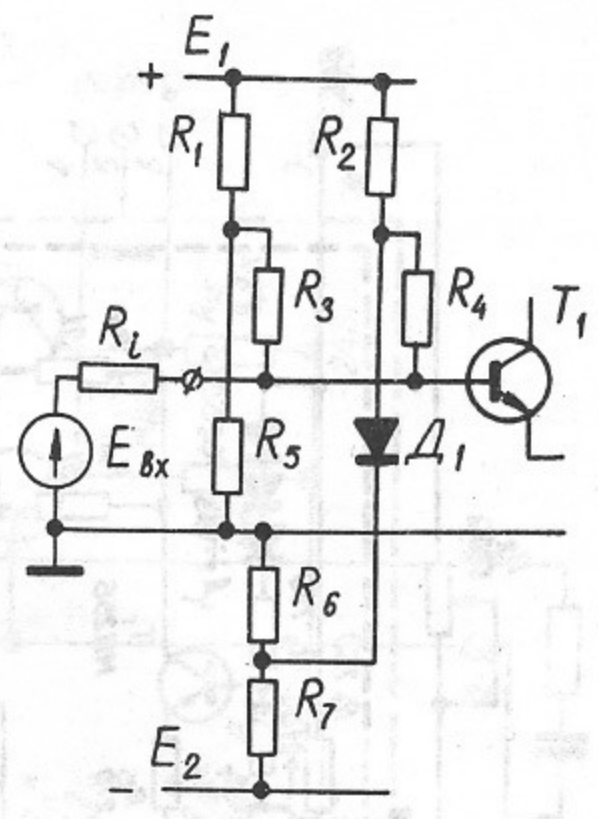 + E₁
R₁ R₂
R₃ R₄ T₁
Rᵢ
Eвх R₅ Д₁
R₆
R₇
- E₂